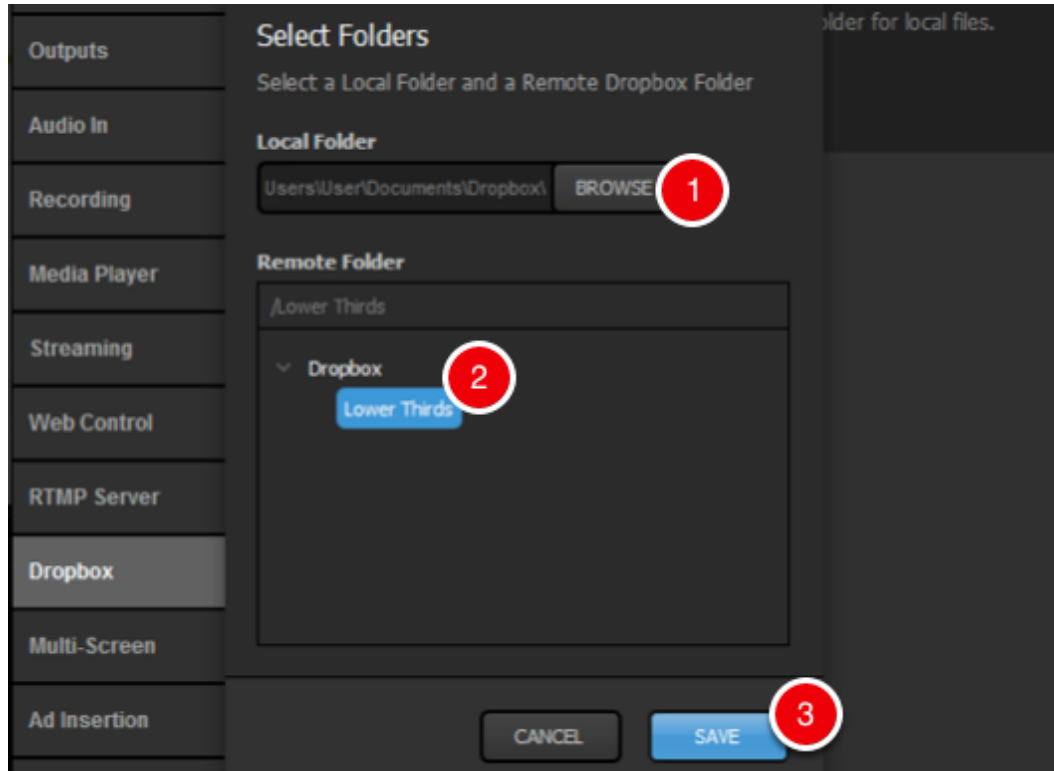 Outputs
Audio In
Recording
Media Player
Streaming
Web Control
RTMP Server
Dropbox
Multi-Screen
Ad Insertion
Select Folders
Select a Local Folder and a Remote Dropbox Folder
Local Folder
Users\User\Documents\Dropbox\
BROWSE
1
Remote Folder
/Lower Thirds
Dropbox
2
Lower Thirds
CANCEL
SAVE
3
for local files.